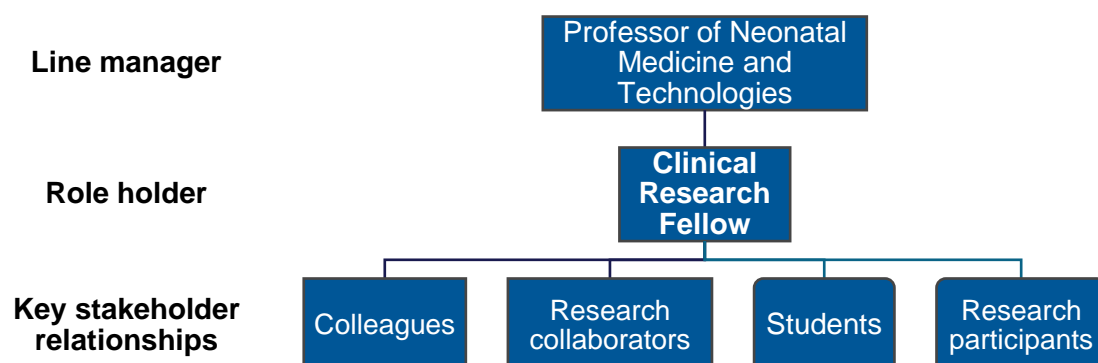 Line manager
Professor of Neonatal
Medicine and
Technologies
Role holder
Clinical
Research
Fellow
Key stakeholder
relationships
Colleagues
Research
collaborators
Students
Research
participants